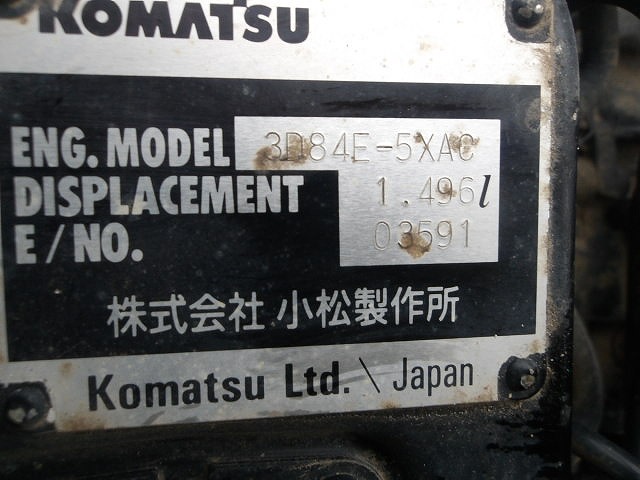 KOMATSU
ENG. MODEL 3D84E-5XAC
DISPLACEMENT 1.496 l
E/NO. 03591
株式会社 小松製作所
Komatsu Ltd. \ Japan